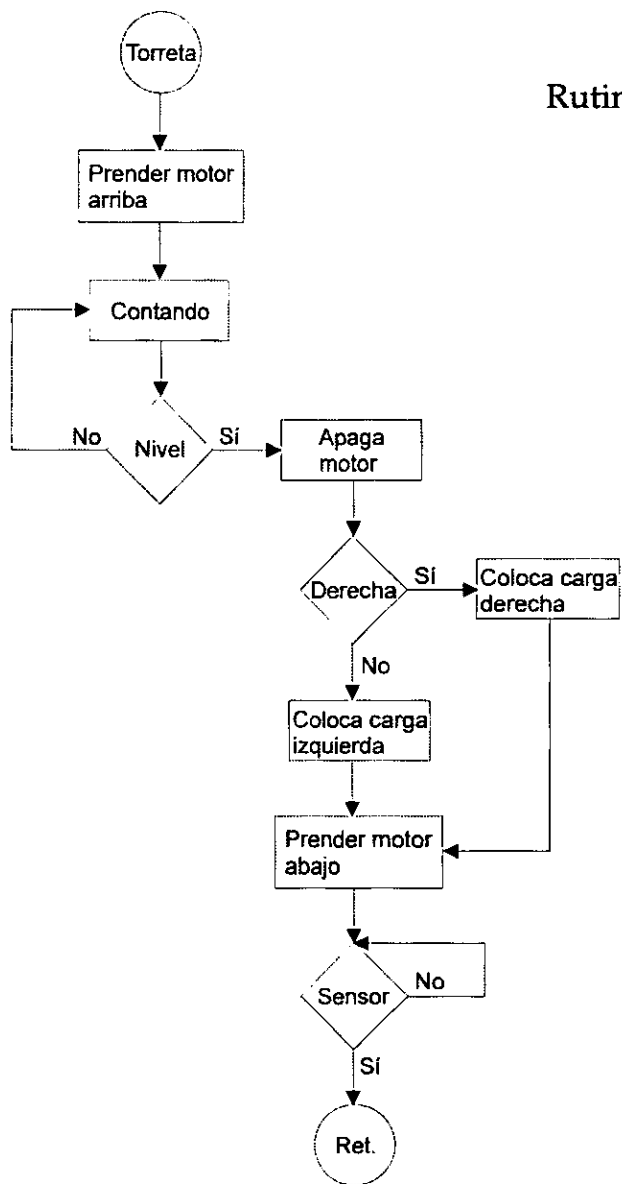 Torreta
Prender motor
arriba
Contando
Nivel
No
Sí
Apaga
motor
Derecha
Sí
Coloca carga
derecha
No
Coloca carga
izquierda
Prender motor
abajo
Sensor
No
Sí
Ret.